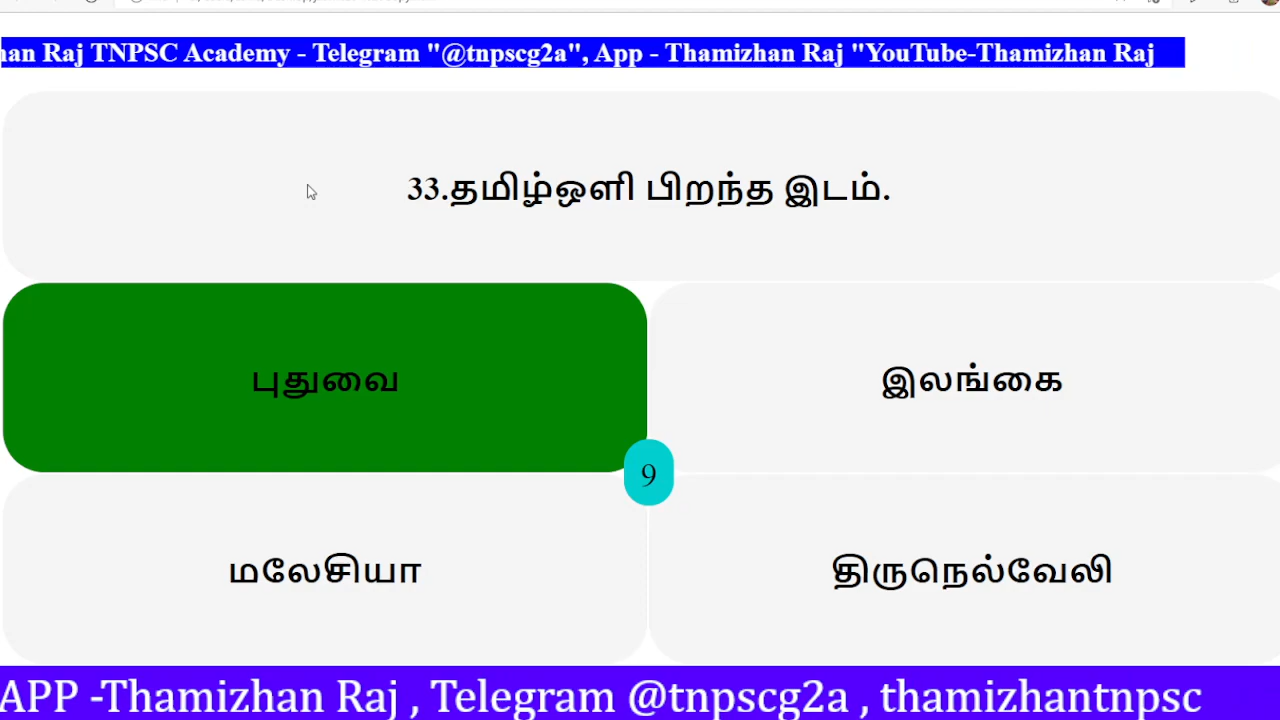 han Raj TNPSC Academy - Telegram "@tnpscg2a", App - Thamizhan Raj "YouTube-Thamizhan Raj
33.தமிழ்ஒளி பிறந்த இடம்.
புதுவை
இலங்கை
9
மலேசியா
திருநெல்வேலி
APP -Thamizhan Raj , Telegram @tnpscg2a , thamizhantnpsc